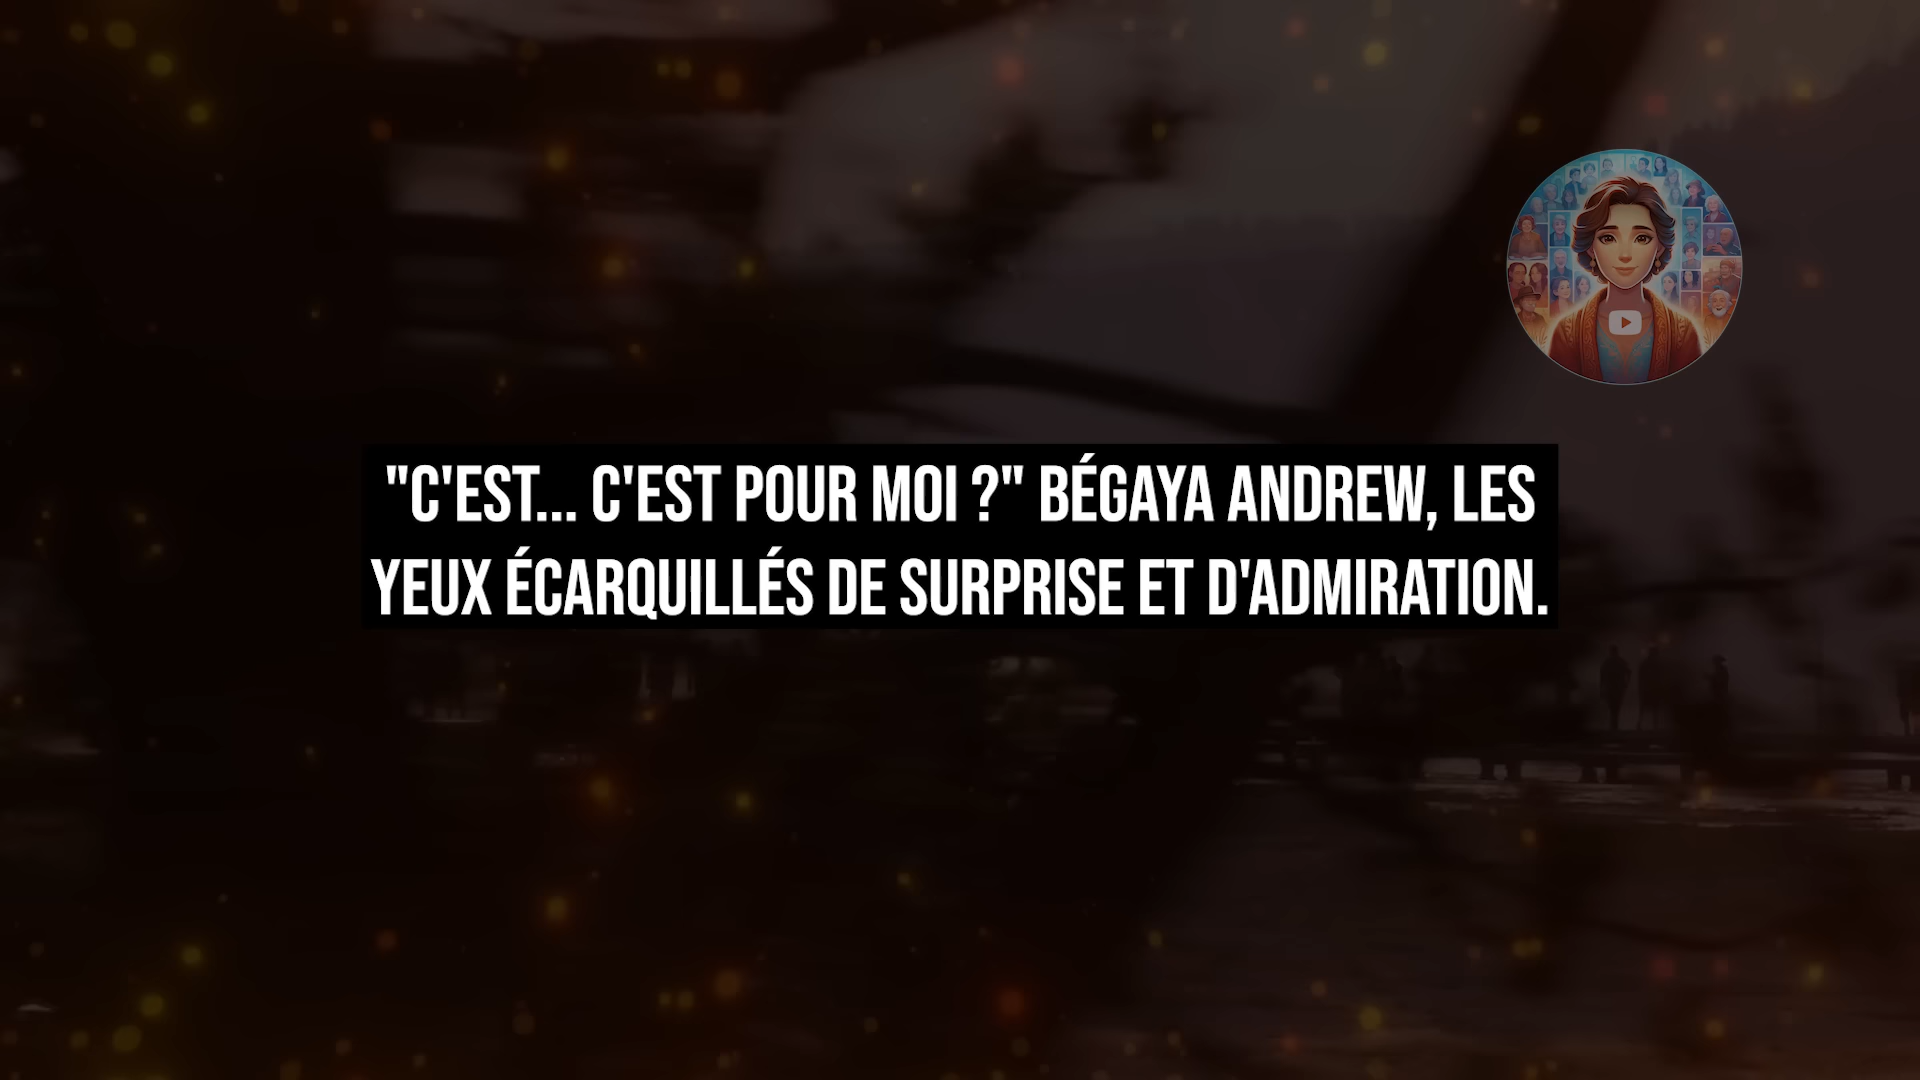 "C'EST... C'EST POUR MOI ?" BÉGAYA ANDREW, LES
YEUX ÉCARQUILLÉS DE SURPRISE ET D'ADMIRATION.